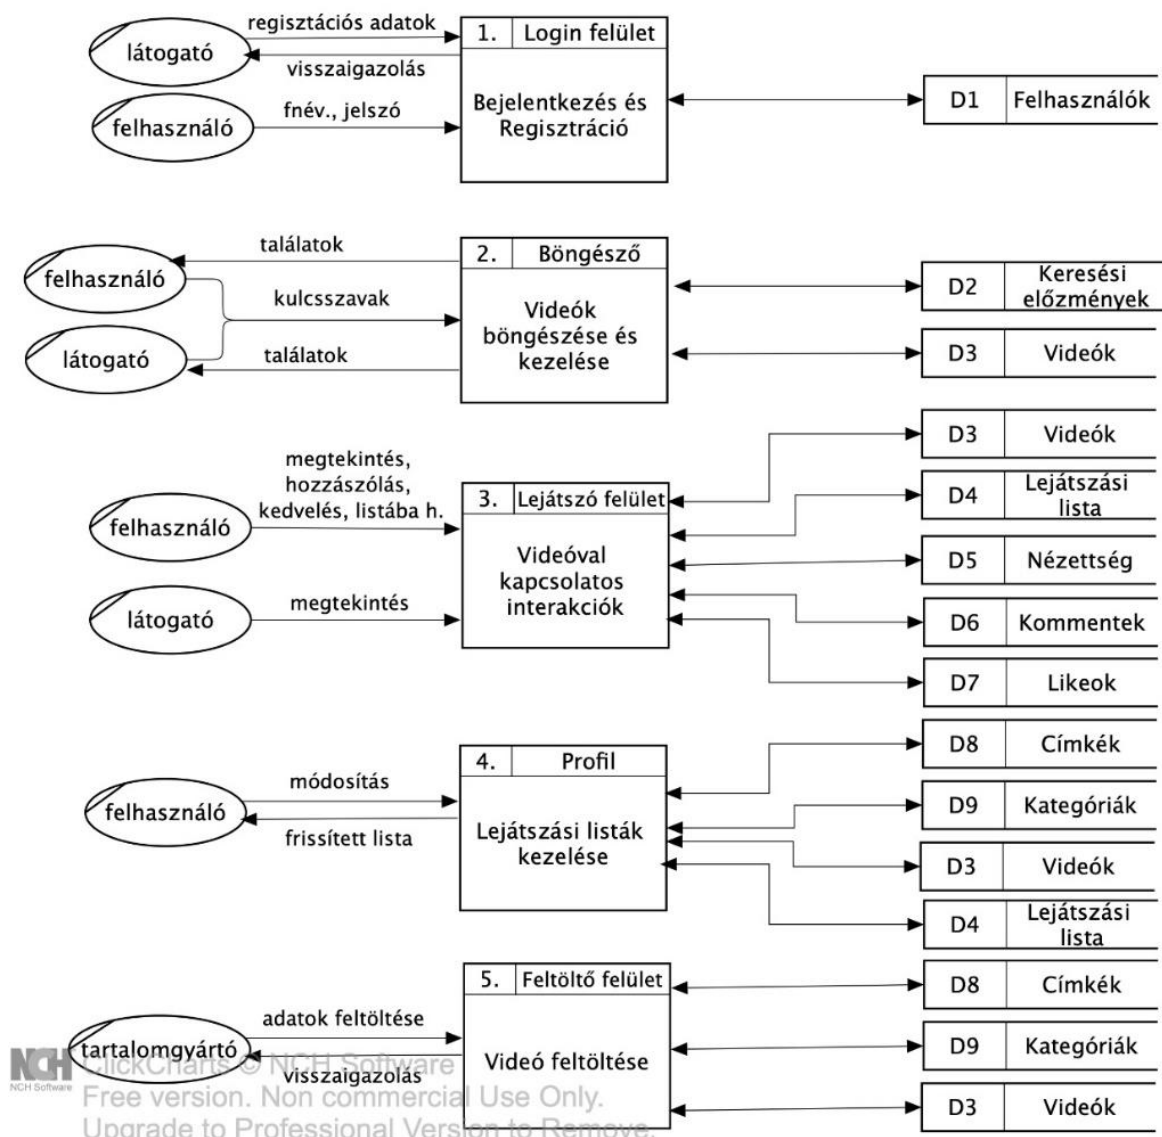 regisztációs adatok
látogató
visszaigazolás
fnév., jelszó
felhasználó
1. Login felület
Bejelentkezés és
Regisztráció
D1 Felhasználók
találatok
felhasználó
kulcsszavak
látogató
találatok
2. Böngésző
Videók
böngészése és
kezelése
D2 Keresési
előzmények
D3 Videók
megtekintés,
hozzászólás,
kedvelés, listába h.
felhasználó
megtekintés
látogató
3. Lejátszó felület
Videóval
kapcsolatos
interakciók
D3 Videók
D4 Lejátszási
lista
D5 Nézettség
D6 Kommentek
D7 Likeok
módosítás
felhasználó
frissített lista
4. Profil
Lejátszási listák
kezelése
D8 Címkék
D9 Kategóriák
D3 Videók
D4 Lejátszási
lista
adatok feltöltése
tartalomgyártó
visszaigazolás
5. Feltöltő felület
Videó feltöltése
D8 Címkék
D9 Kategóriák
D3 Videók
NCH
NCH Software
ClickCharts © NCH Software
Free version. Non commercial Use Only.
Upgrade to Professional Version to Remove.